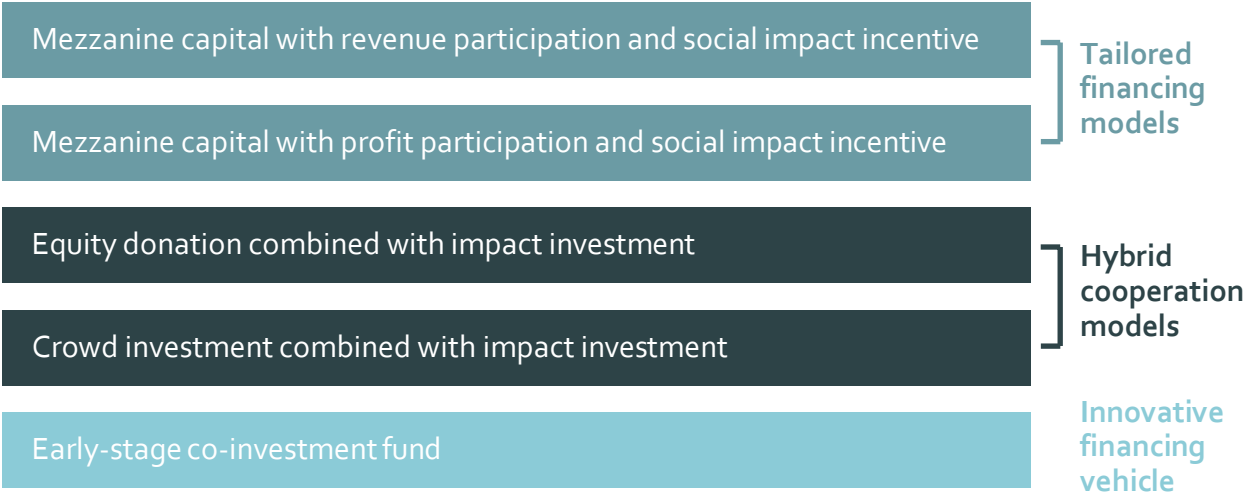 Mezzanine capital with revenue participation and social impact incentive
Mezzanine capital with profit participation and social impact incentive
Tailored
financing
models
Equity donation combined with impact investment
Crowd investment combined with impact investment
Hybrid
cooperation
models
Early-stage co-investment fund
Innovative
financing
vehicle